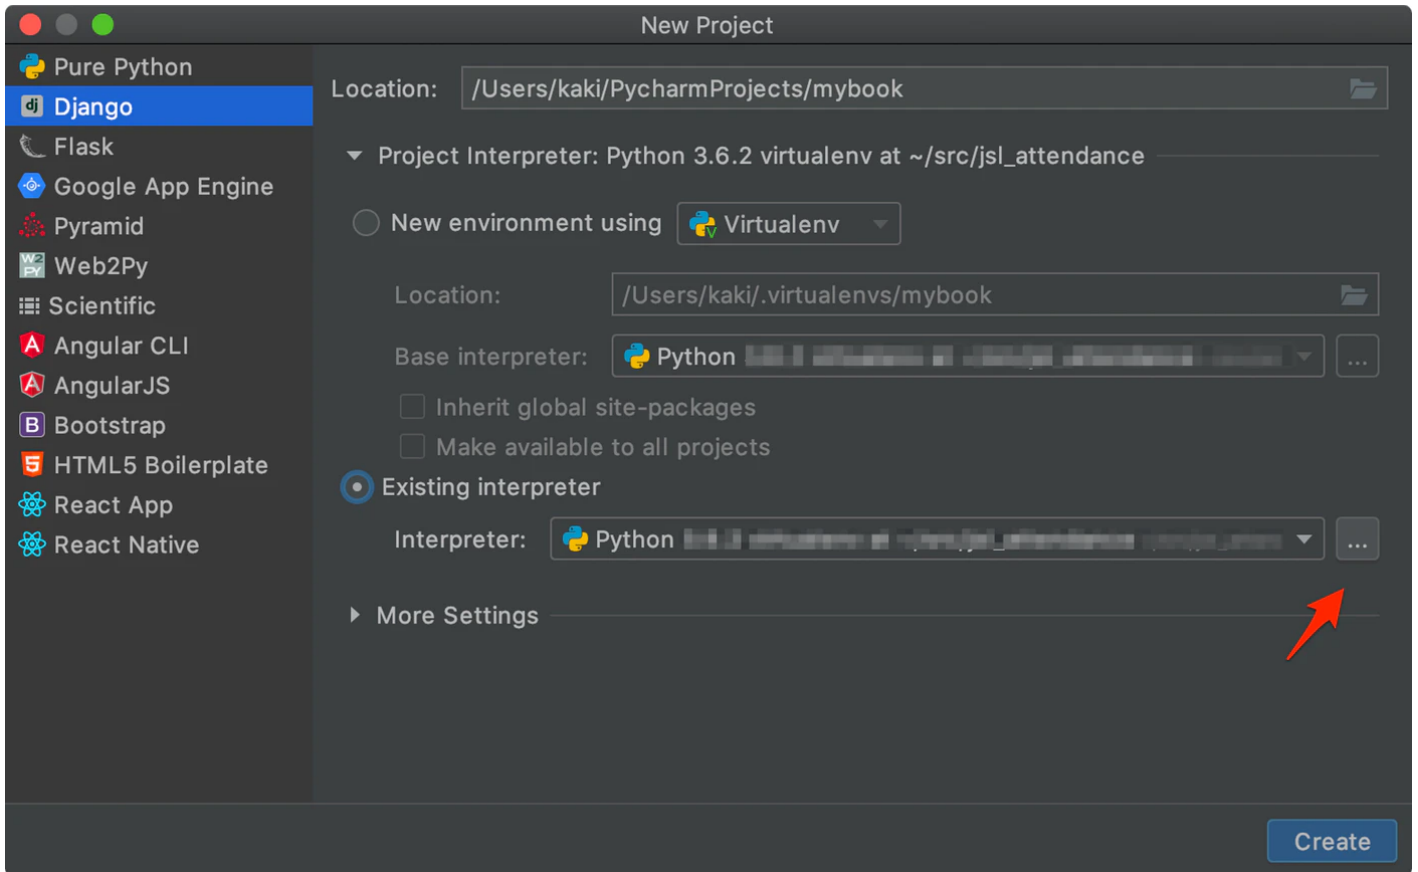 New Project
Pure Python
Django
Flask
Google App Engine
Pyramid
Web2Py
Scientific
Angular CLI
AngularJS
Bootstrap
HTML5 Boilerplate
React App
React Native
Location: /Users/kaki/PycharmProjects/mybook
Project Interpreter: Python 3.6.2 virtualenv at ~/src/jsl_attendance
New environment using Virtualenv
Location: /Users/kaki/.virtualenvs/mybook
Base interpreter: Python ...
Inherit global site-packages
Make available to all projects
Existing interpreter
Interpreter: Python ...
More Settings
Create